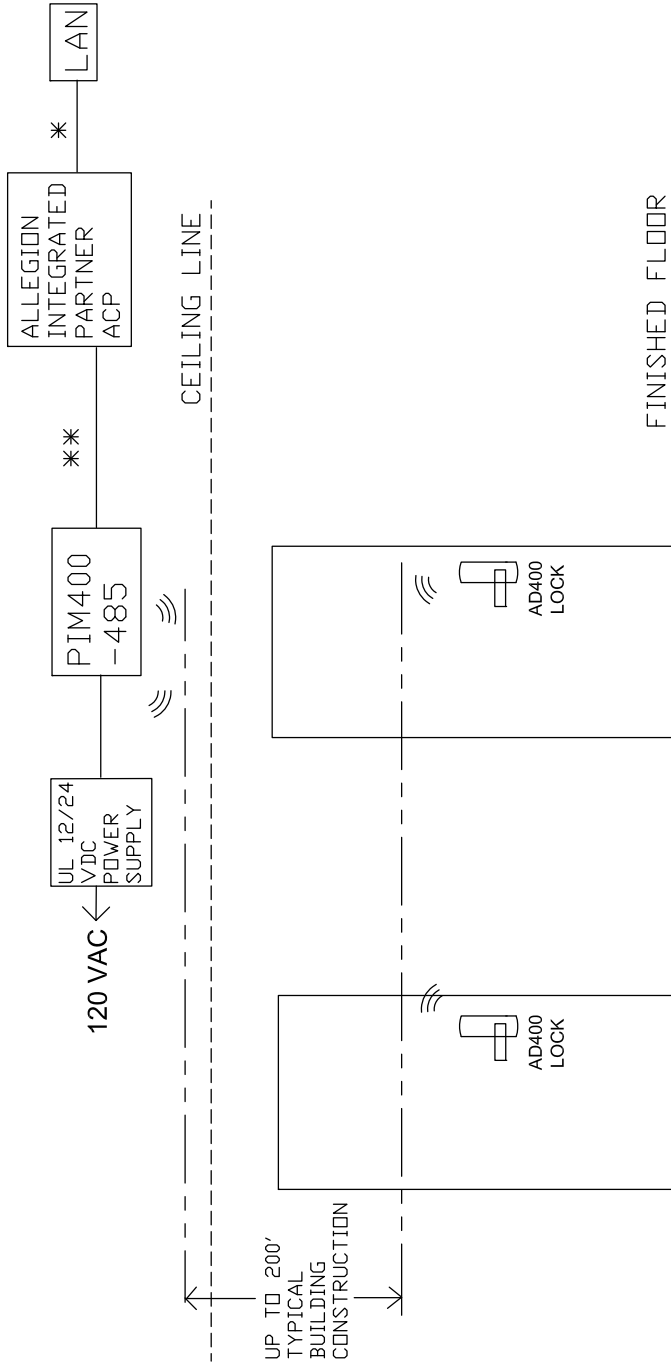 120 VAC
UL 12/24
VDC
POWER
SUPPLY
PIM400
-485
**
ALLEGION
INTEGRATED
PARTNER
ACP
*
LAN
CEILING LINE
UP TO 200'
TYPICAL
BUILDING
CONSTRUCTION
AD400
LOCK
AD400
LOCK
FINISHED FLOOR